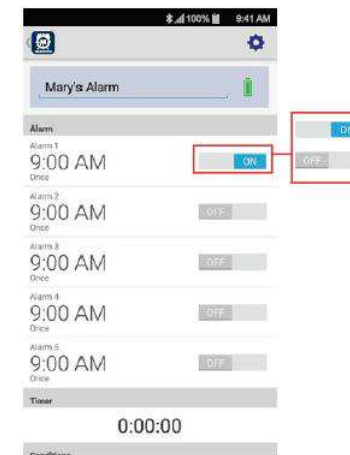 100% 9:41 AM
Mary's Alarm
Alarm
Alarm 1
9:00 AM
Once
ON
ON
OFF
Alarm 2
9:00 AM
Once
OFF
Alarm 3
9:00 AM
Once
OFF
Alarm 4
9:00 AM
Once
OFF
Alarm 5
9:00 AM
Once
OFF
Timer
0:00:00
Conditions